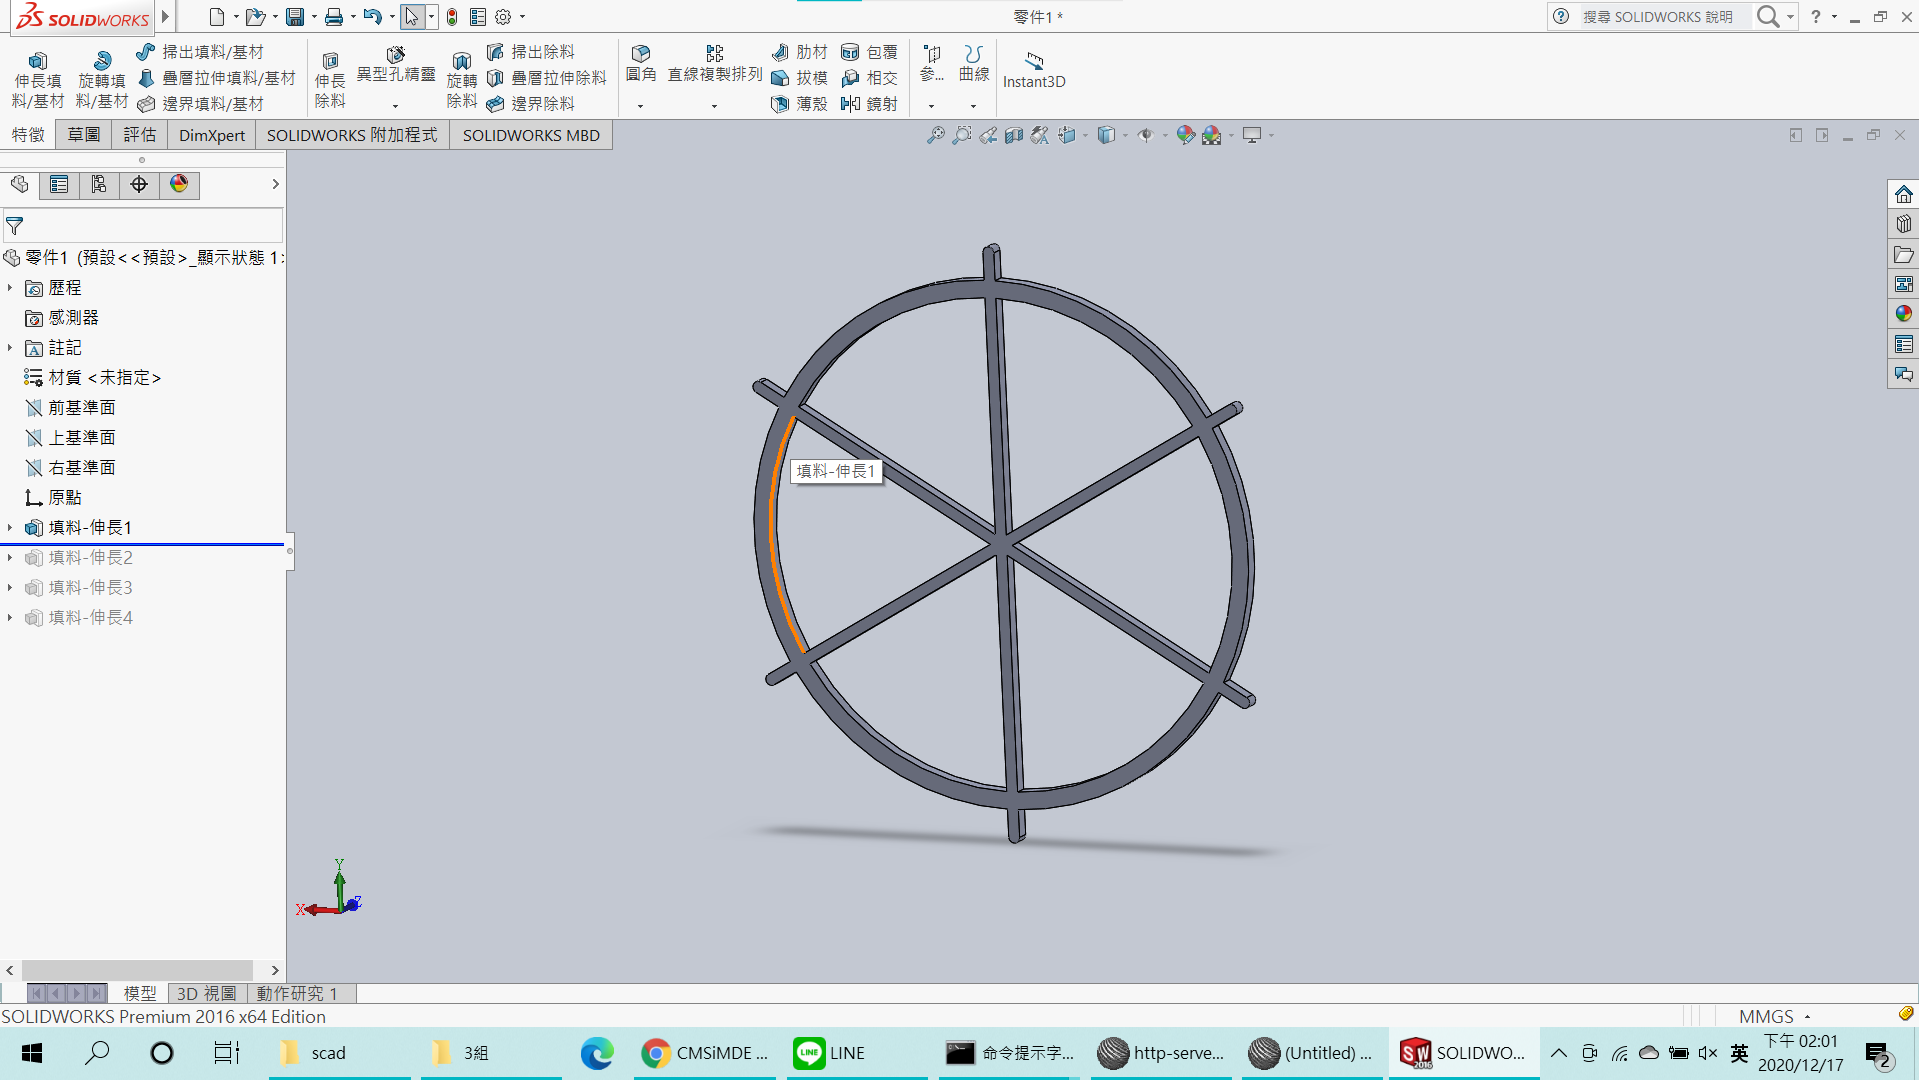 SOLIDWORKS
零件1 *
搜尋 SOLIDWORKS 說明
?
伸長填料/基材
旋轉填料/基材
掃出填料/基材
疊層拉伸填料/基材
邊界填料/基材
伸長除料
異型孔精靈
旋轉除料
掃出除料
疊層拉伸除料
邊界除料
圓角
直線複製排列
肋材
拔模
薄殼
包覆
相交
鏡射
參...
曲線
Instant3D
特徵
草圖
評估
DimXpert
SOLIDWORKS 附加程式
SOLIDWORKS MBD
零件1 (預設<<預設>_顯示狀態 1>
歷程
感測器
註記
材質 <未指定>
前基準面
上基準面
右基準面
原點
填料-伸長1
填料-伸長2
填料-伸長3
填料-伸長4
填料-伸長1
Y
X
Z
模型
3D 視圖
動作研究 1
SOLIDWORKS Premium 2016 x64 Edition
MMGS
scad
3組
CMSiMDE ...
LINE
命令提示字...
http-serve...
(Untitled) ...
SOLIDWO...
英
下午 02:01
2020/12/17
2